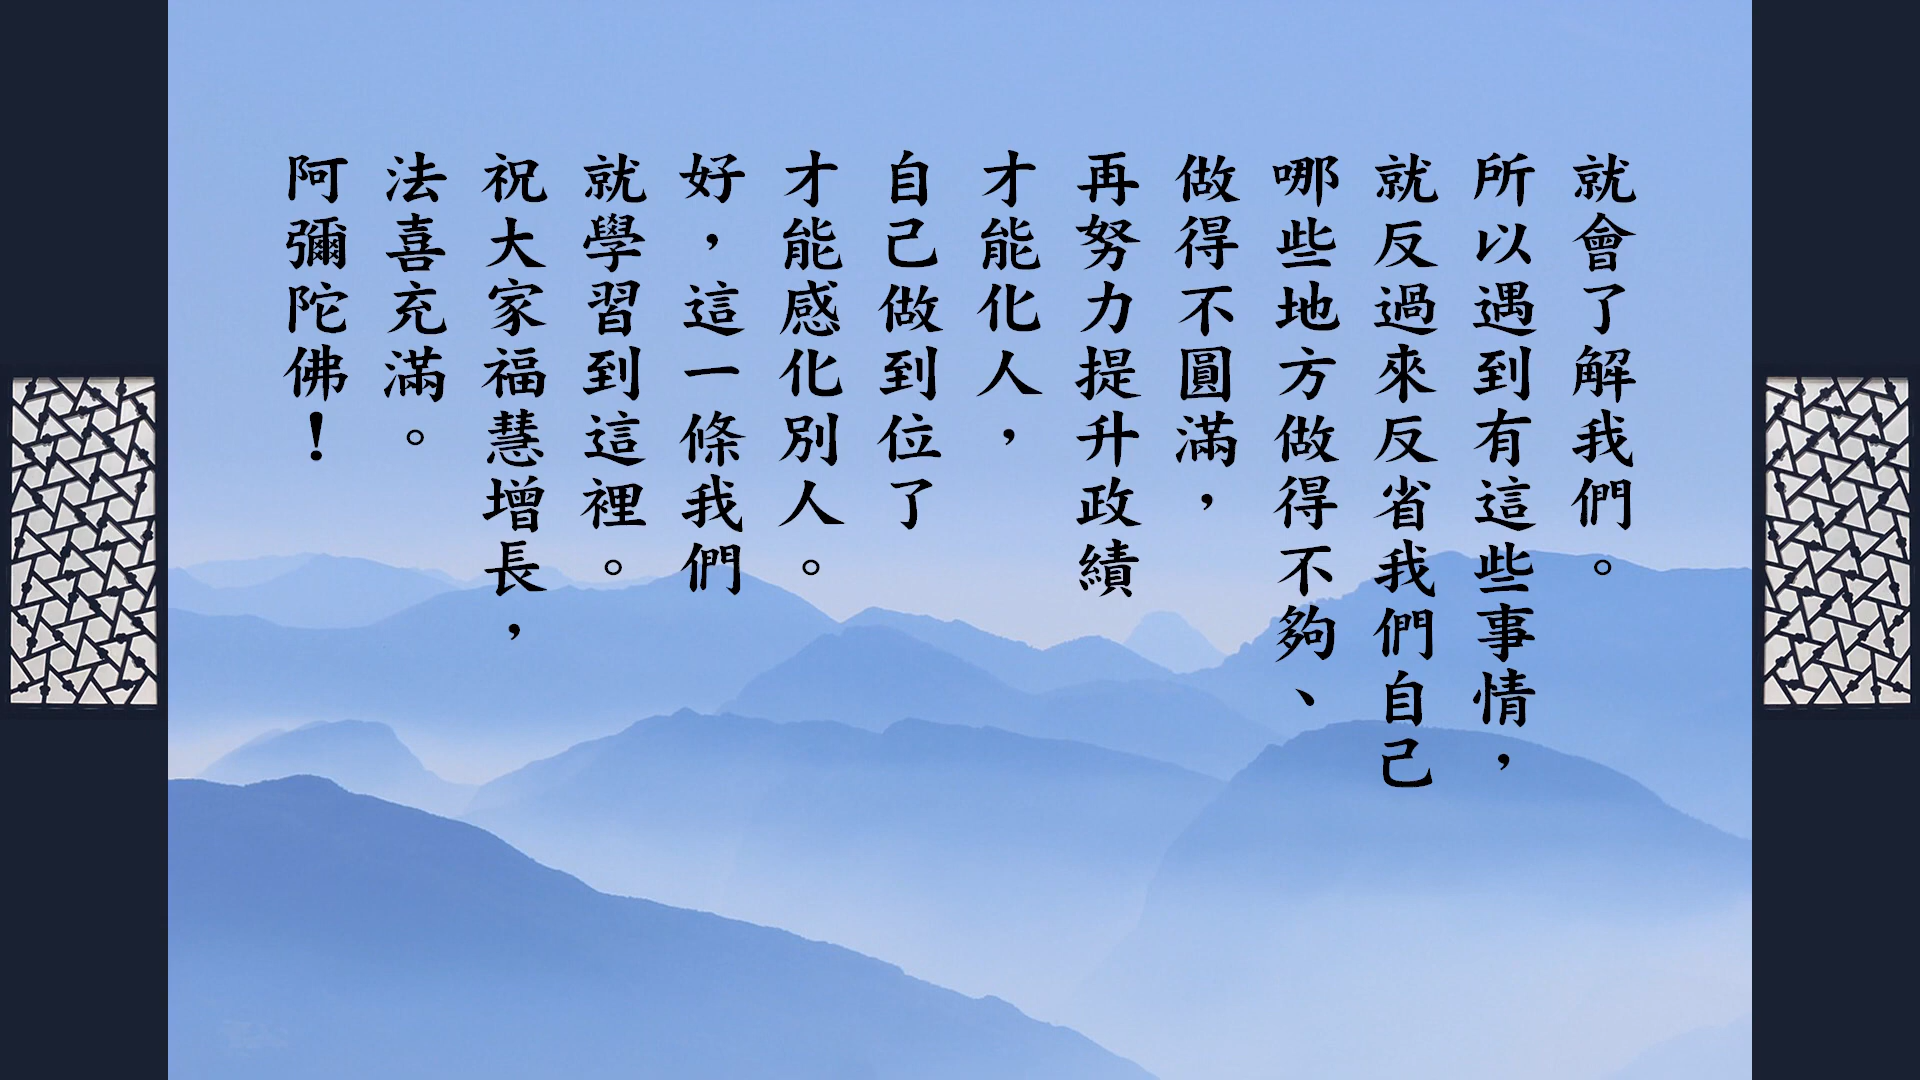 就會了解我們。
所以遇到有這些事情，
就反過來反省我們自己
哪些地方做得不夠、
做得不圓滿，
再努力提升政績
才能化人，
自己做到位了
才能感化別人。
好，這一條我們
就學習到這裡。
祝大家福慧增長，
法喜充滿。
阿彌陀佛！